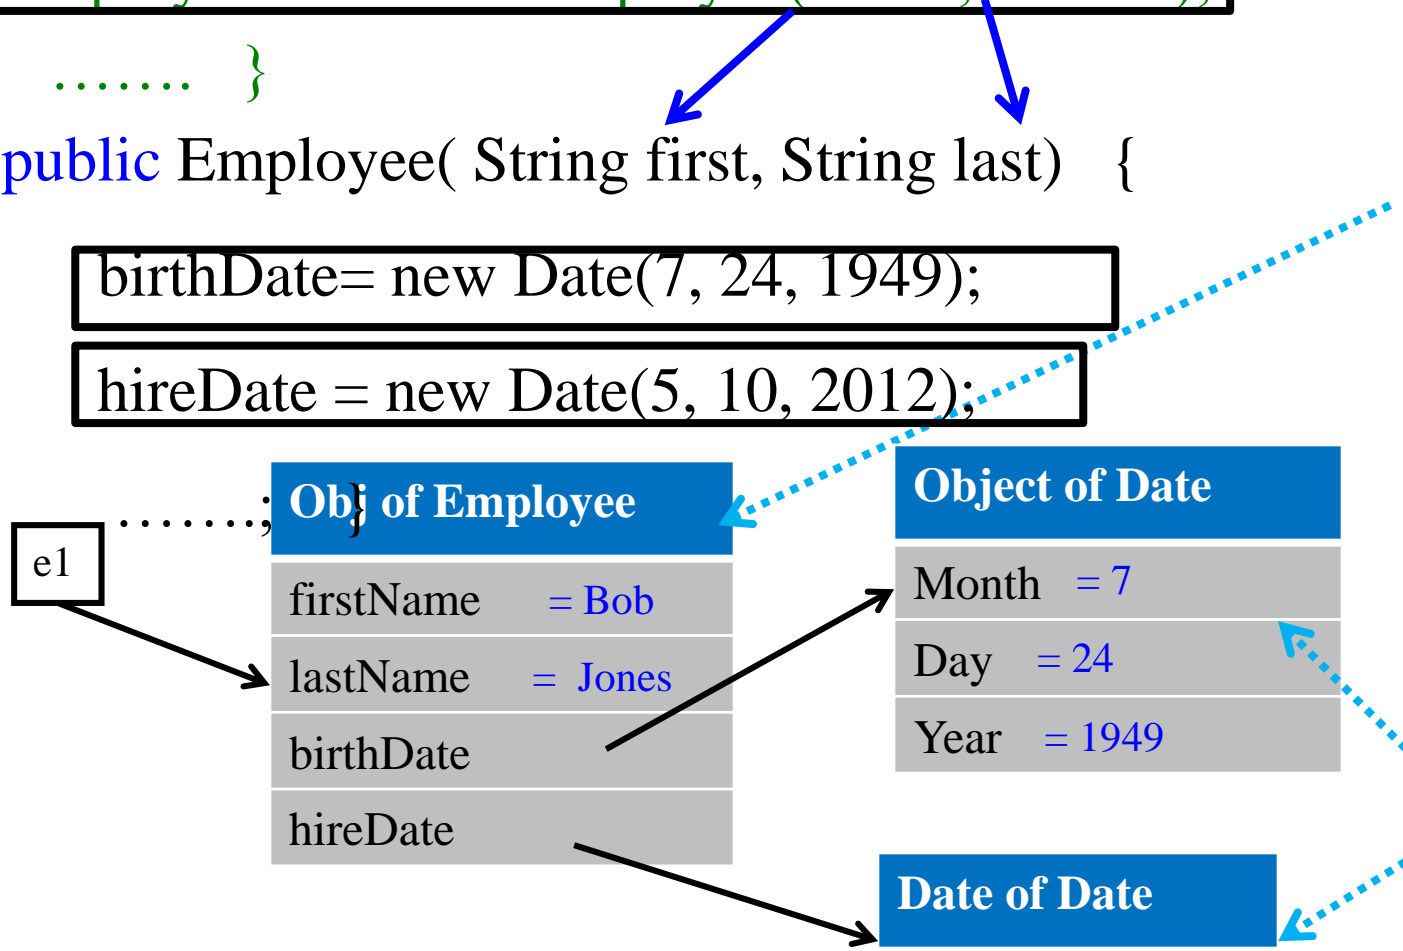 ……. }
public Employee( String first, String last) {
birthDate= new Date(7, 24, 1949);
hireDate = new Date(5, 10, 2012);
…….; }
e1
Obj of Employee
firstName = Bob
lastName = Jones
birthDate
hireDate
Object of Date
Month = 7
Day = 24
Year = 1949
Date of Date